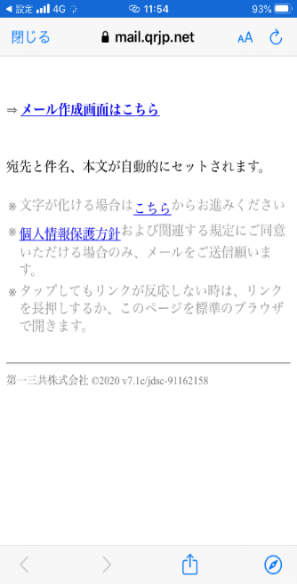 設定 4G 11:54 93%
閉じる mail.qrjp.net AA
⇒ メール作成画面はこちら
宛先と件名、本文が自動的にセットされます。
※ 文字が化ける場合はこちらからお進みください
※ 個人情報保護方針および関連する規定にご同意
いただける場合のみ、メールをご送信願いま
す。
※ タップしてもリンクが反応しない時は、リンク
を長押しするか、このページを標準のブラウザ
で開きます。
第一三共株式会社 ©2020 v7.1e/jdsc-91162158